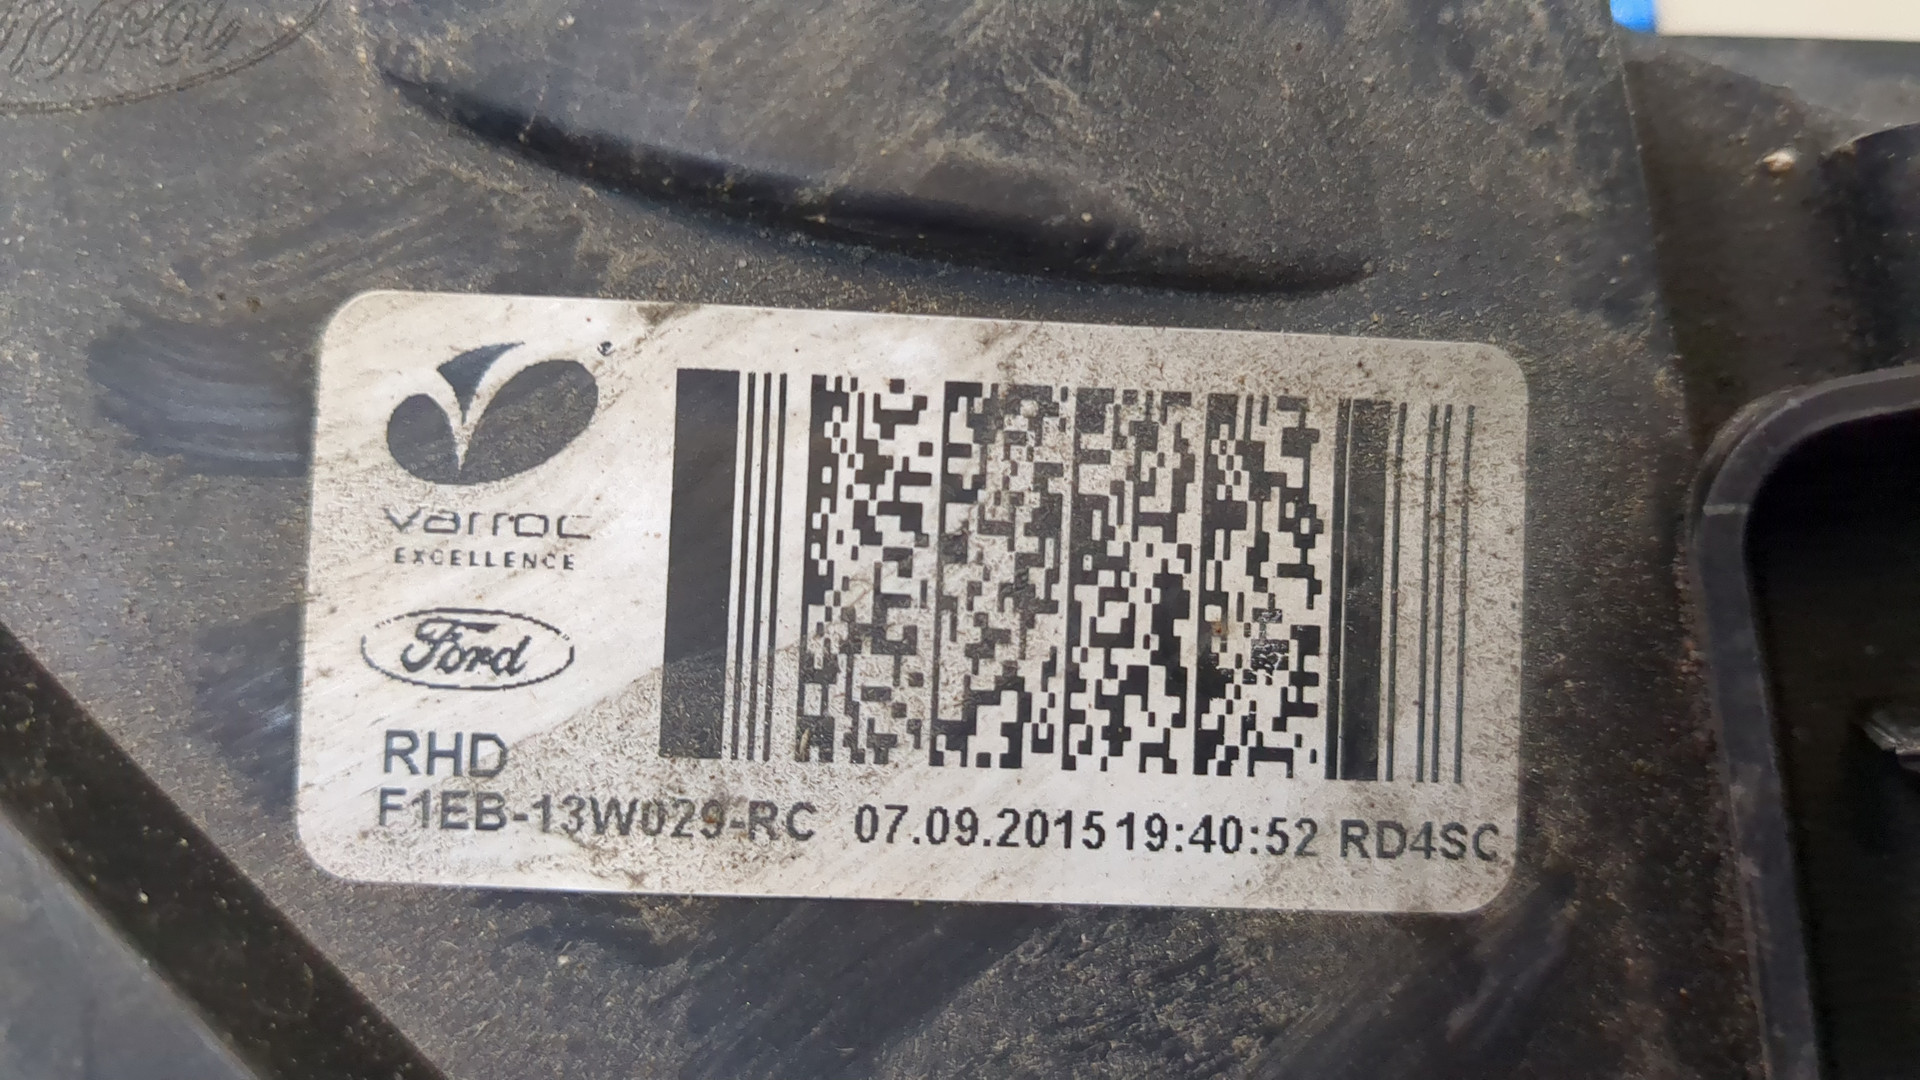 varroc
EXCELLENCE
Ford
RHD
F1EB-13W029-RC 07.09.2015 19:40:52 RD4SC